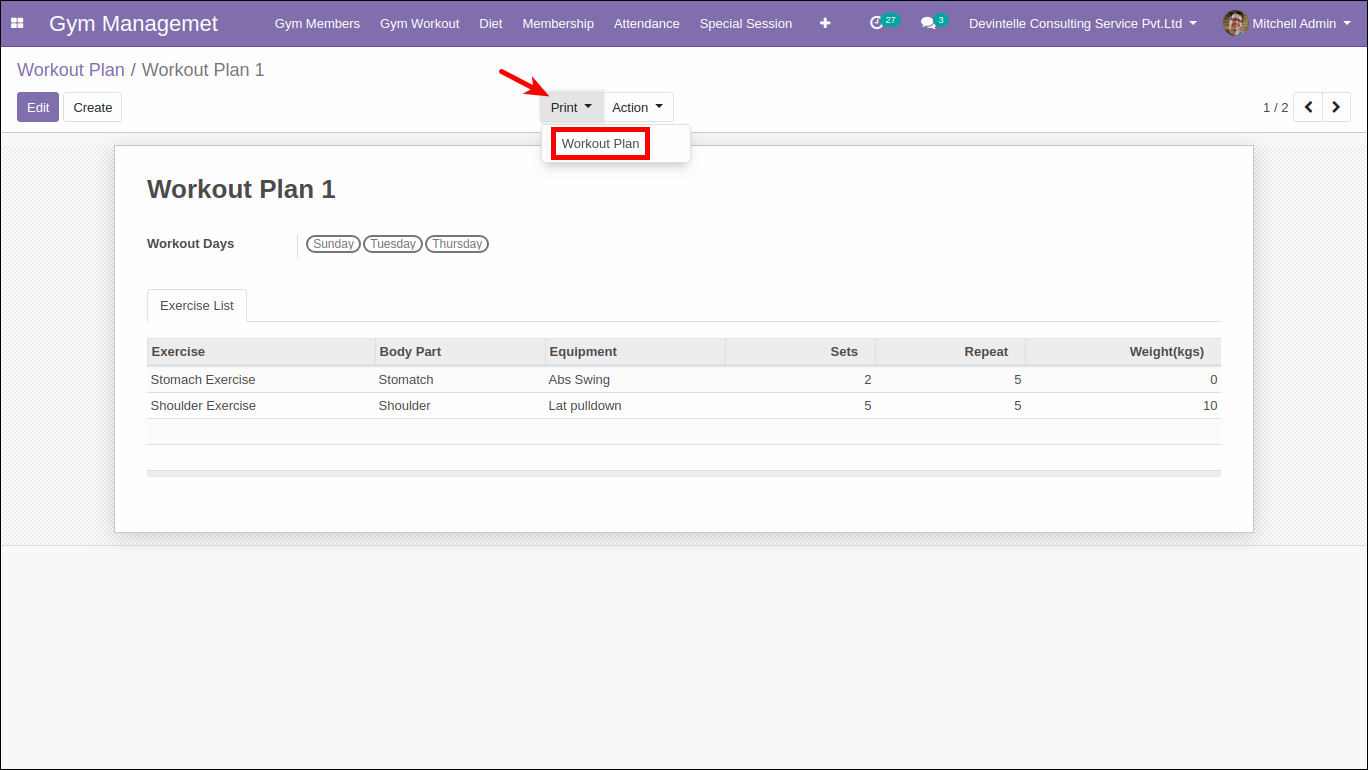 Gym Managemet Gym Members Gym Workout Diet Membership Attendance Special Session + 27 3 Devintelle Consulting Service Pvt.Ltd Mitchell Admin
Workout Plan / Workout Plan 1
Edit Create Print Action 1 / 2
Workout Plan
Workout Plan 1
Workout Days Sunday Tuesday Thursday
Exercise List
Exercise Body Part Equipment Sets Repeat Weight(kgs)
Stomach Exercise Stomatch Abs Swing 2 5 0
Shoulder Exercise Shoulder Lat pulldown 5 5 10